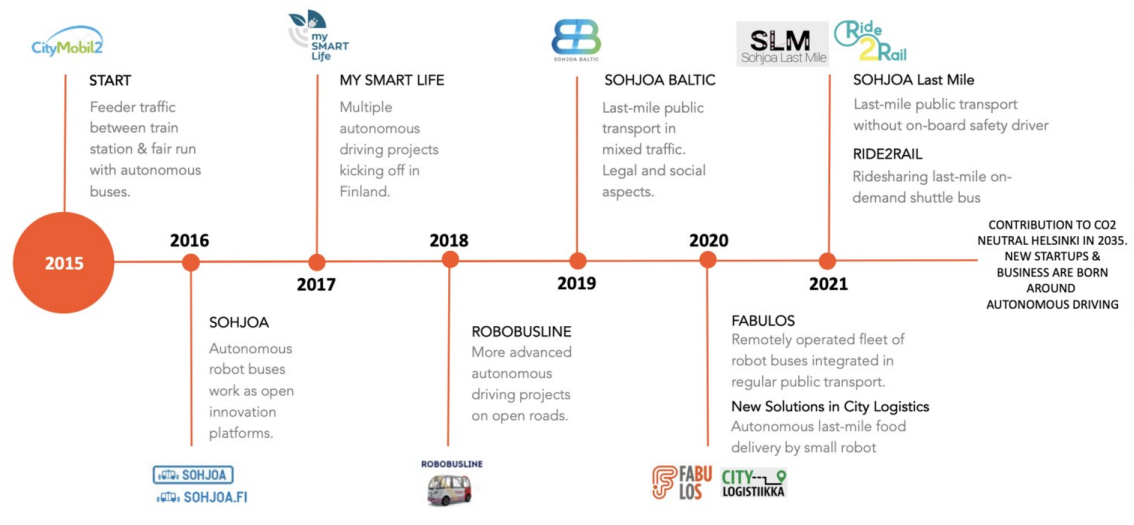 CityMobil2
START
Feeder traffic
between train
station & fair run
with autonomous
buses.
2015
2016
SOHJOA
Autonomous
robot buses
work as open
innovation
platforms.
SOHJOA
SOHJOA.FI
my
SMART
Life
MY SMART LIFE
Multiple
autonomous
driving projects
kicking off in
Finland.
2017
2018
ROBOBUSLINE
More advanced
autonomous
driving projects
on open roads.
ROBOBUSLINE
SOHJOA BALTIC
SOHJOA BALTIC
Last-mile public
transport in
mixed traffic.
Legal and social
aspects.
2019
2020
FABULOS
Remotely operated fleet of
robot buses integrated in
regular public transport.
New Solutions in City Logistics
Autonomous last-mile food
delivery by small robot
FABU
LOS
CITY
LOGISTIIKKA
SLM
Sohjoa Last Mile
Ride
2Rail
SOHJOA Last Mile
Last-mile public transport
without on-board safety driver
RIDE2RAIL
Ridesharing last-mile on-
demand shuttle bus
2021
CONTRIBUTION TO CO2
NEUTRAL HELSINKI IN 2035.
NEW STARTUPS &
BUSINESS ARE BORN
AROUND
AUTONOMOUS DRIVING